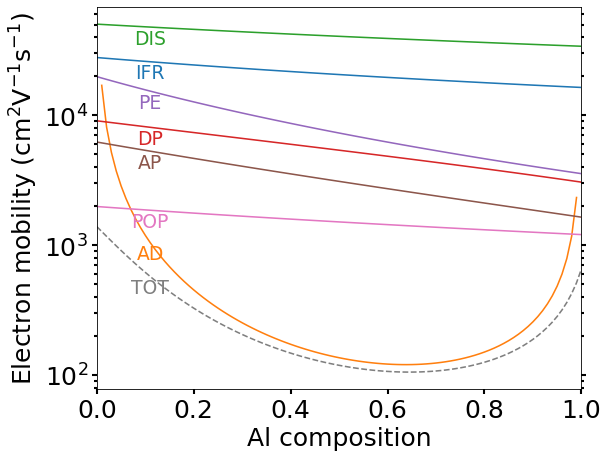 Electron mobility (cm²V⁻¹s⁻¹)
10⁴
10³
10²
DIS
IFR
PE
DP
AP
POP
AD
TOT
0.0 0.2 0.4 0.6 0.8 1.0
Al composition